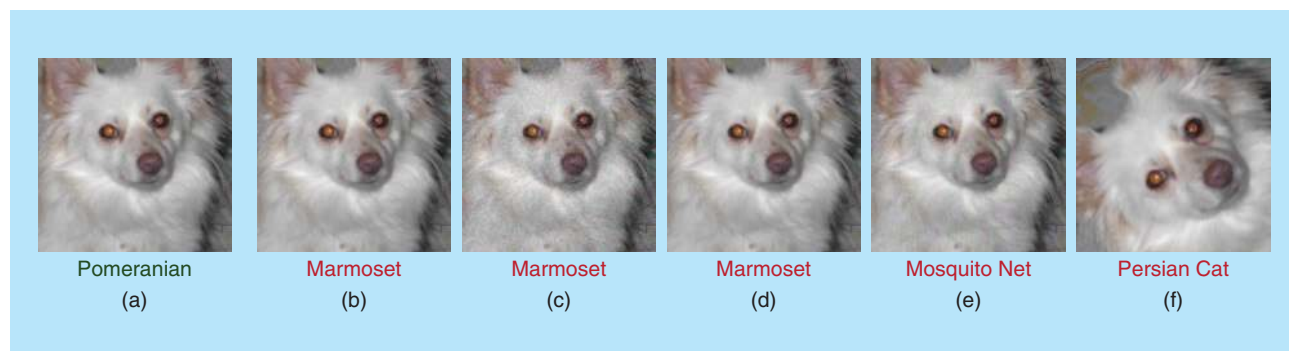 Pomeranian Marmoset Marmoset Marmoset Mosquito Net Persian Cat
(a) (b) (c) (d) (e) (f)